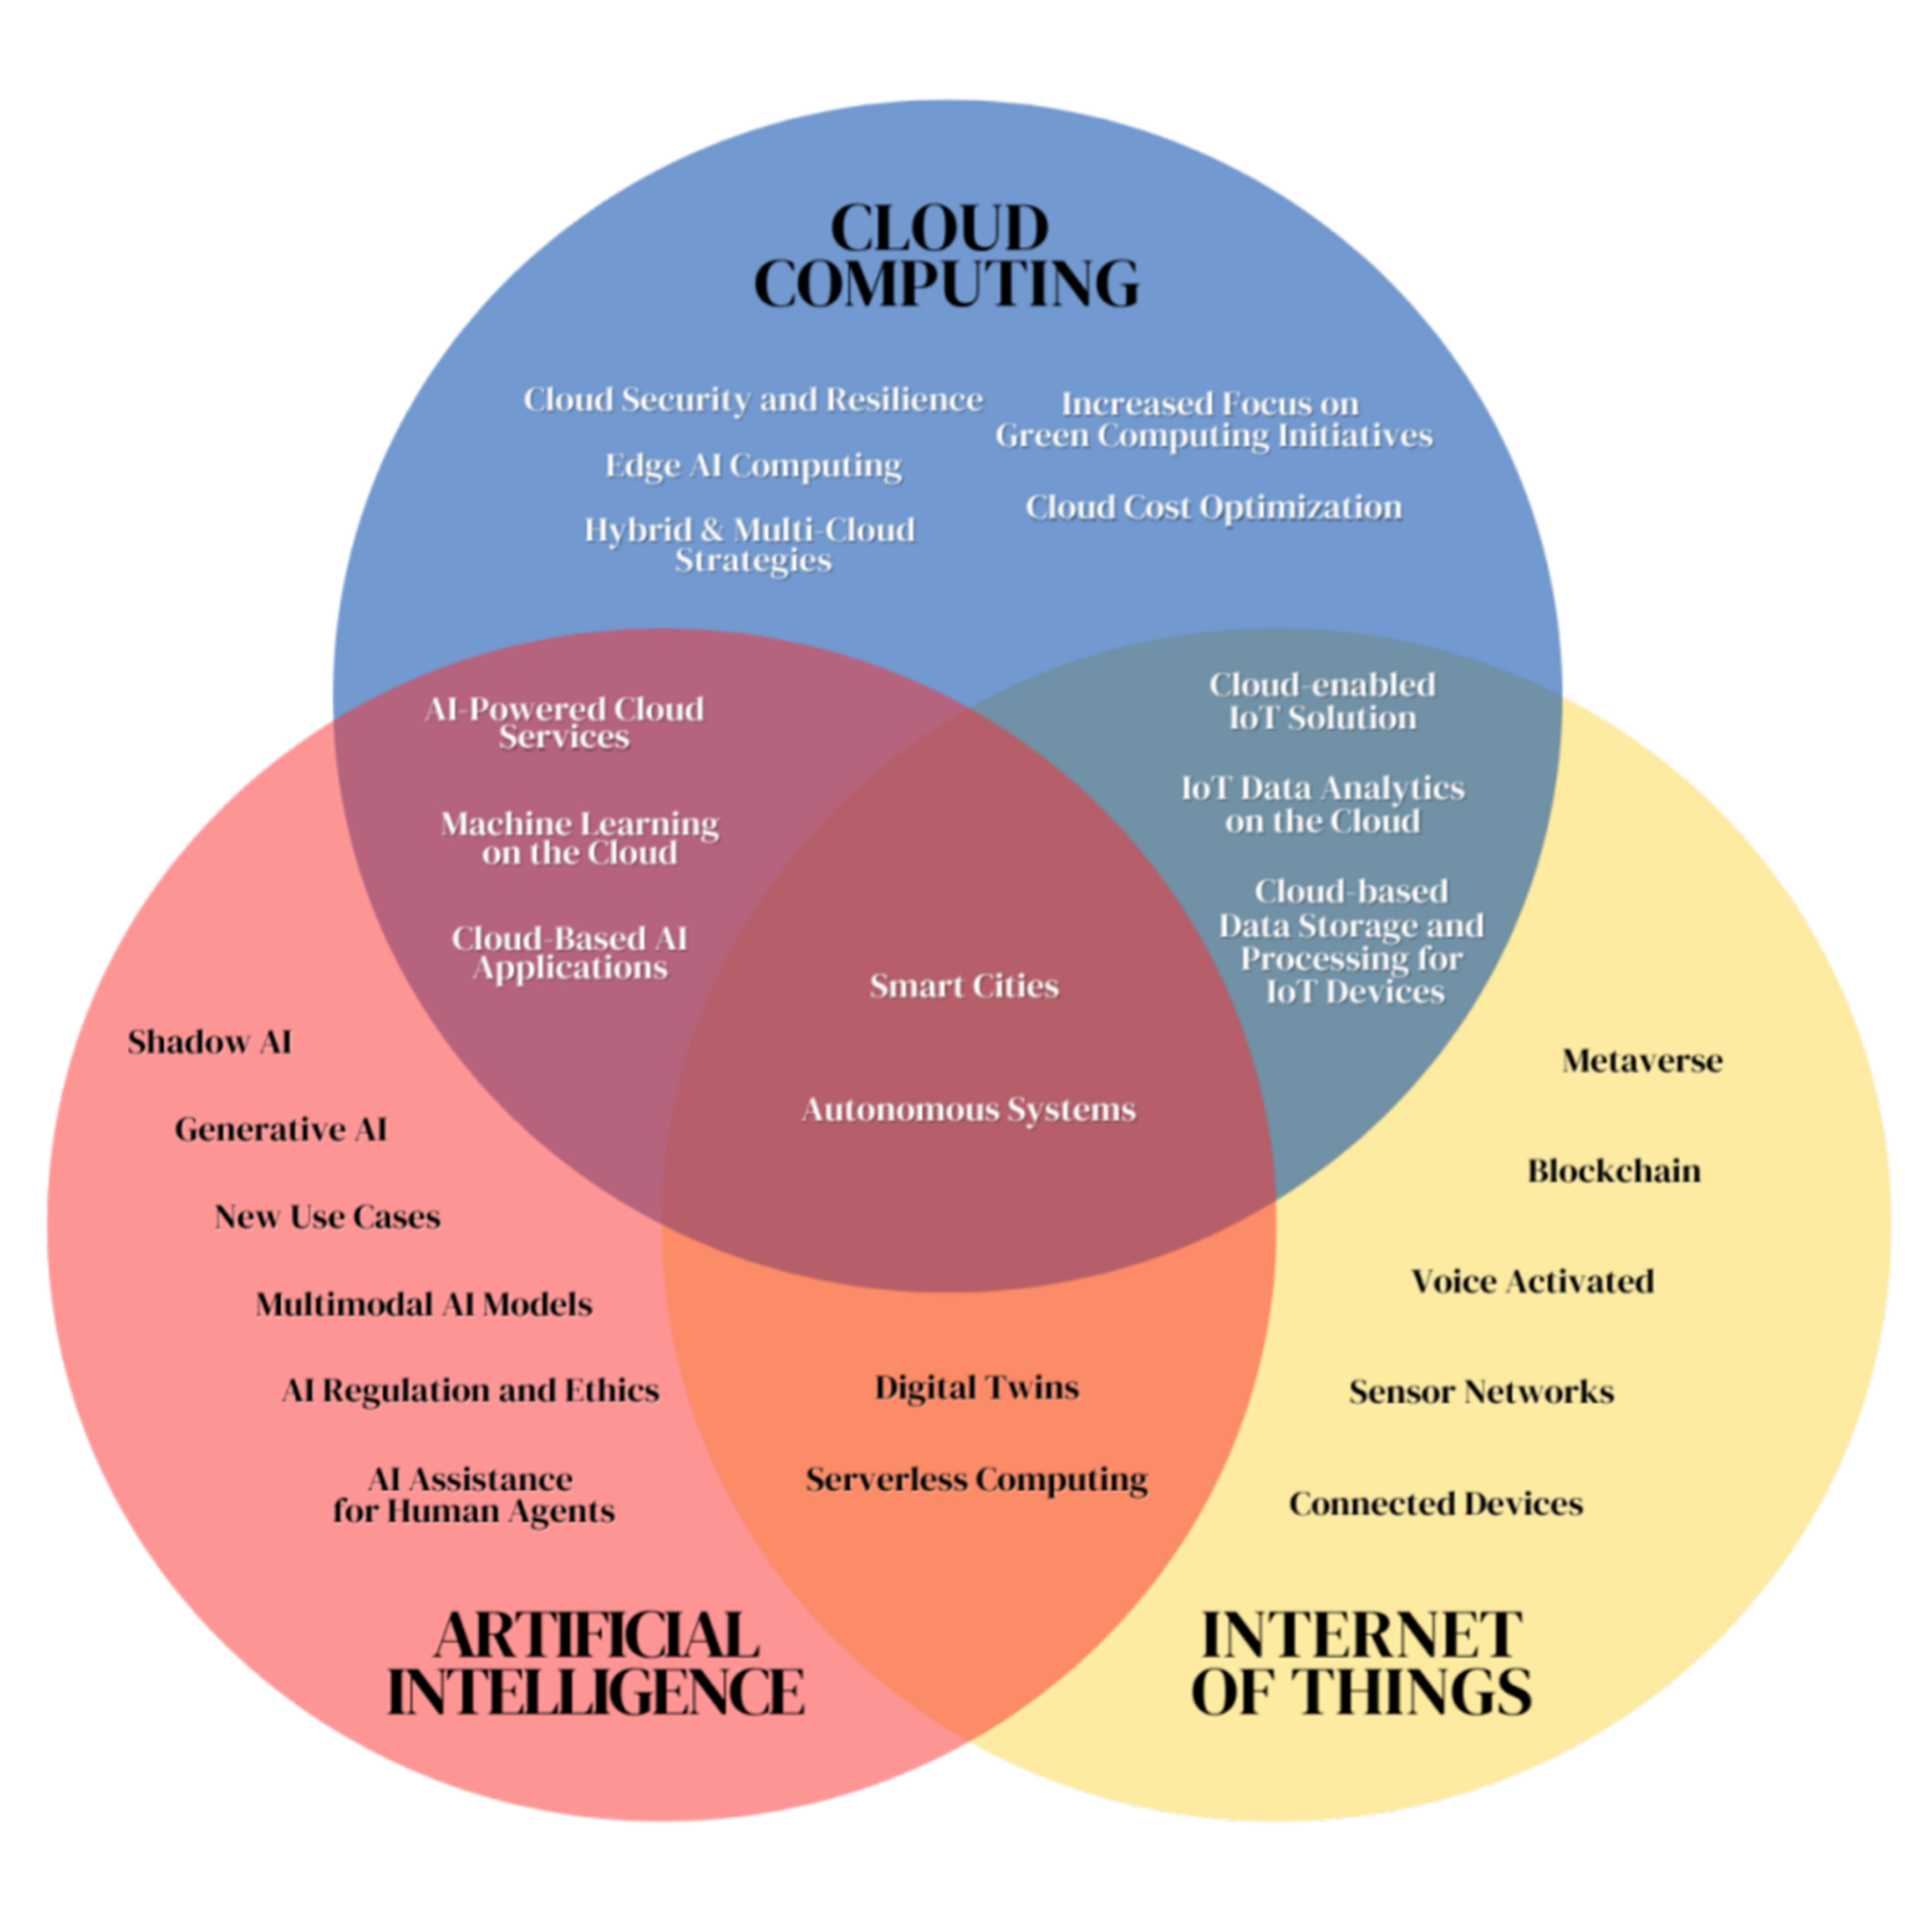 CLOUD
COMPUTING
Cloud Security and Resilience
Edge AI Computing
Hybrid & Multi-Cloud
Strategies
Increased Focus on
Green Computing Initiatives
Cloud Cost Optimization
AI-Powered Cloud
Services
Machine Learning
on the Cloud
Cloud-Based AI
Applications
Cloud-enabled
IoT Solution
IoT Data Analytics
on the Cloud
Cloud-based
Data Storage and
Processing for
IoT Devices
Smart Cities
Autonomous Systems
Shadow AI
Generative AI
New Use Cases
Multimodal AI Models
AI Regulation and Ethics
AI Assistance
for Human Agents
Digital Twins
Serverless Computing
Metaverse
Blockchain
Voice Activated
Sensor Networks
Connected Devices
ARTIFICIAL
INTELLIGENCE
INTERNET
OF THINGS